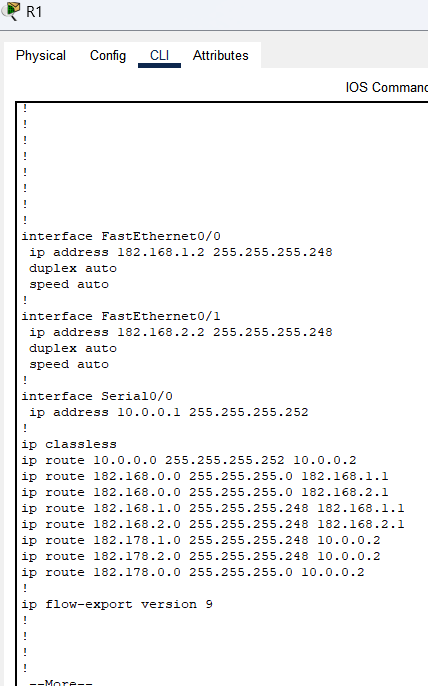 R1
Physical Config CLI Attributes
IOS Command
!
!
!
!
!
!
!
!
interface FastEthernet0/0
 ip address 182.168.1.2 255.255.255.248
 duplex auto
 speed auto
!
interface FastEthernet0/1
 ip address 182.168.2.2 255.255.255.248
 duplex auto
 speed auto
!
interface Serial0/0
 ip address 10.0.0.1 255.255.255.252
!
ip classless
ip route 10.0.0.0 255.255.255.252 10.0.0.2
ip route 182.168.0.0 255.255.255.0 182.168.1.1
ip route 182.168.0.0 255.255.255.0 182.168.2.1
ip route 182.168.1.0 255.255.255.248 182.168.1.1
ip route 182.168.2.0 255.255.255.248 182.168.2.1
ip route 182.178.1.0 255.255.255.248 10.0.0.2
ip route 182.178.2.0 255.255.255.248 10.0.0.2
ip route 182.178.0.0 255.255.255.0 10.0.0.2
!
ip flow-export version 9
!
!
!
!
 --More--